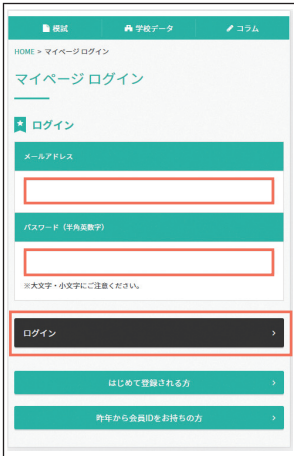 模試 学校データ コラム
HOME > マイページ ログイン
マイページ ログイン
ログイン
メールアドレス
パスワード（半角英数字）
※大文字・小文字にご注意ください。
ログイン
はじめて登録される方
昨年から会員IDをお持ちの方